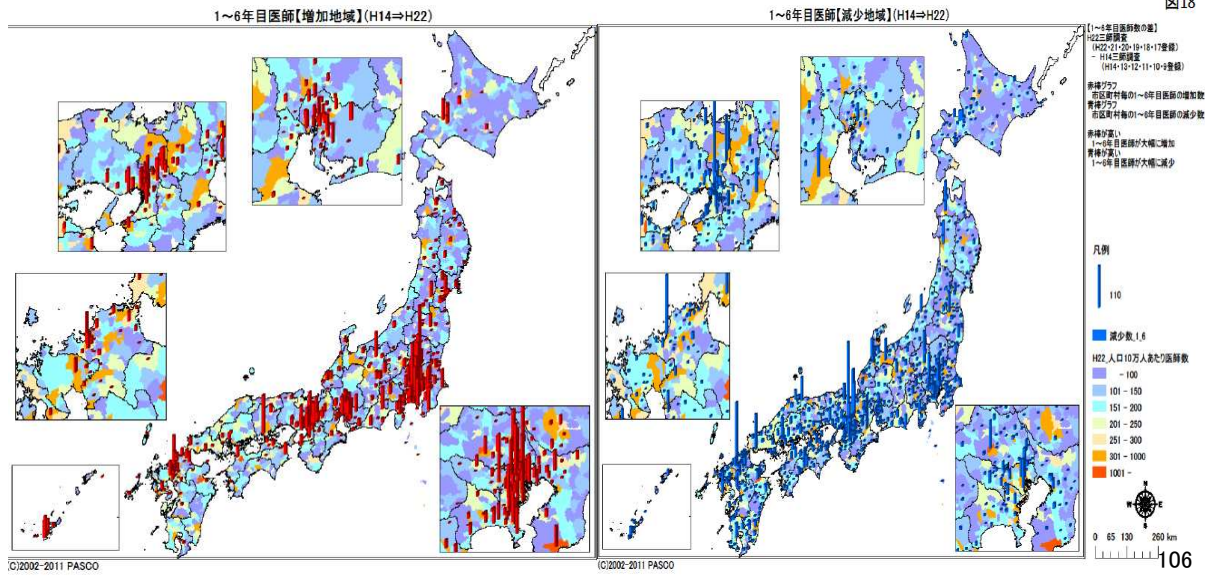 図18
1~6年目医師【増加地域】(H14⇒H22)
1~6年目医師【減少地域】(H14⇒H22)
【1~6年目医師数の差】
H22三師調査
(H22・21・20・19・18・17登録)
- H14三師調査
(H14・13・12・11・10・9登録)
赤棒グラフ
市区町村毎の1~6年目医師の増加数
青棒グラフ
市区町村毎の1~6年目医師の減少数
赤棒が高い
1~6年目医師が大幅に増加
青棒が高い
1~6年目医師が大幅に減少
凡例
110
減少数_1_6
H22_人口10万人あたり医師数
- 100
101 - 150
151 - 200
201 - 250
251 - 300
301 - 1000
1001 -
N
W E
S
0 65 130 260 km
(C)2002-2011 PASCO
(C)2002-2011 PASCO
106